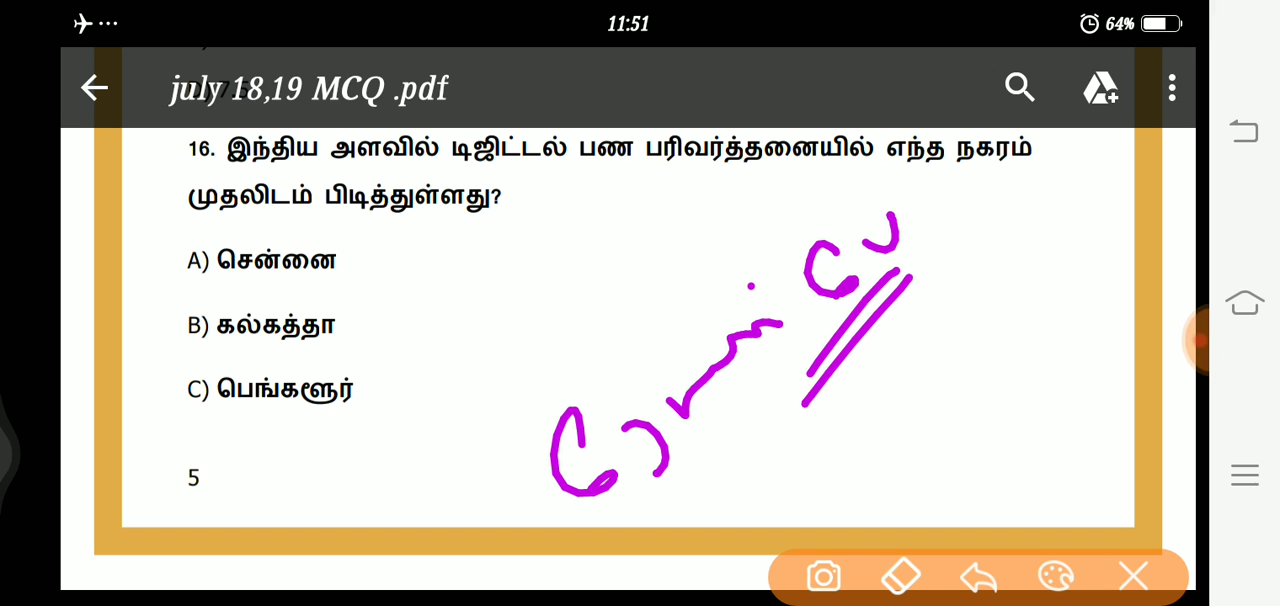 11:51
64%
july 18,19 MCQ .pdf
16. இந்திய அளவில் டிஜிட்டல் பண பரிவர்த்தனையில் எந்த நகரம்
முதலிடம் பிடித்துள்ளது?
A) சென்னை
B) கல்கத்தா
C) பெங்களூர்
5